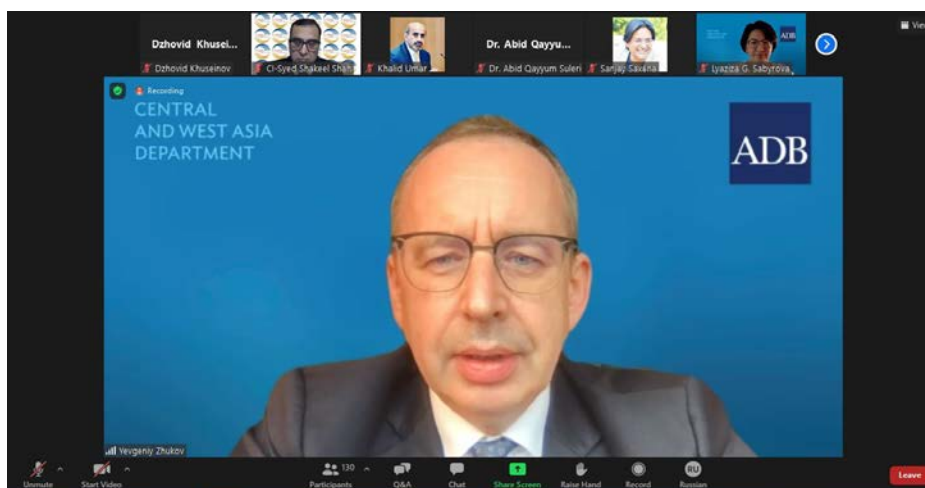 View
Dzhovid Khusei...
Dr. Abid Qayyu...
ADB
Dzhovid Khuseinov
CI-Syed Shakeel Shah
Khalid Umar
Dr. Abid Qayyum Suleri
Sanjay Saxena
Lyaziza G. Sabyrova
Recording
CENTRAL
AND WEST ASIA
DEPARTMENT
ADB
Yevgeniy Zhukov
130
RU
Unmute
Start Video
Participants
Q&A
Chat
Share Screen
Raise Hand
Record
Russian
Leave